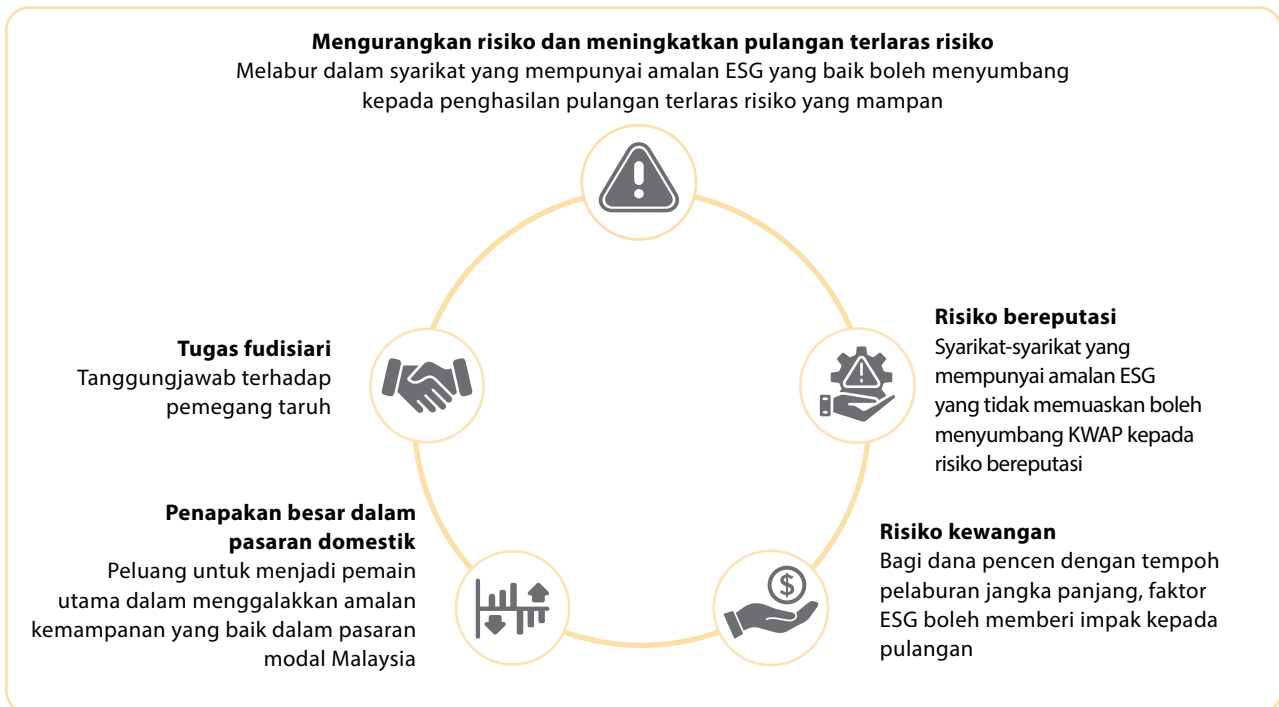 Mengurangkan risiko dan meningkatkan pulangan terlaras risiko
Melabur dalam syarikat yang mempunyai amalan ESG yang baik boleh menyumbang
kepada penghasilan pulangan terlaras risiko yang mampan
Risiko bereputasi
Syarikat-syarikat yang
mempunyai amalan ESG
yang tidak memuaskan boleh
menyumbang KWAP kepada
risiko bereputasi
Risiko kewangan
Bagi dana pencen dengan tempoh
pelaburan jangka panjang, faktor
ESG boleh memberi impak kepada
pulangan
Penapakan besar dalam
pasaran domestik
Peluang untuk menjadi pemain
utama dalam menggalakkan amalan
kemampanan yang baik dalam pasaran
modal Malaysia
Tugas fudisiari
Tanggungjawab terhadap
pemegang taruh